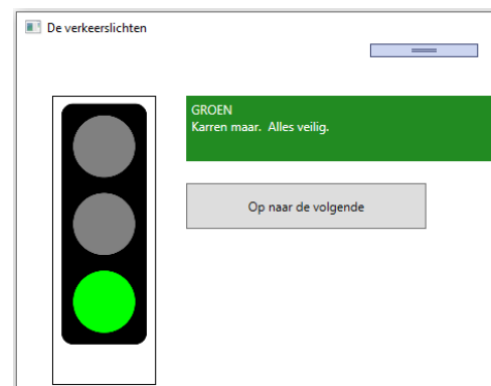 De verkeerslichten
GROEN
Karren maar.  Alles veilig.
Op naar de volgende